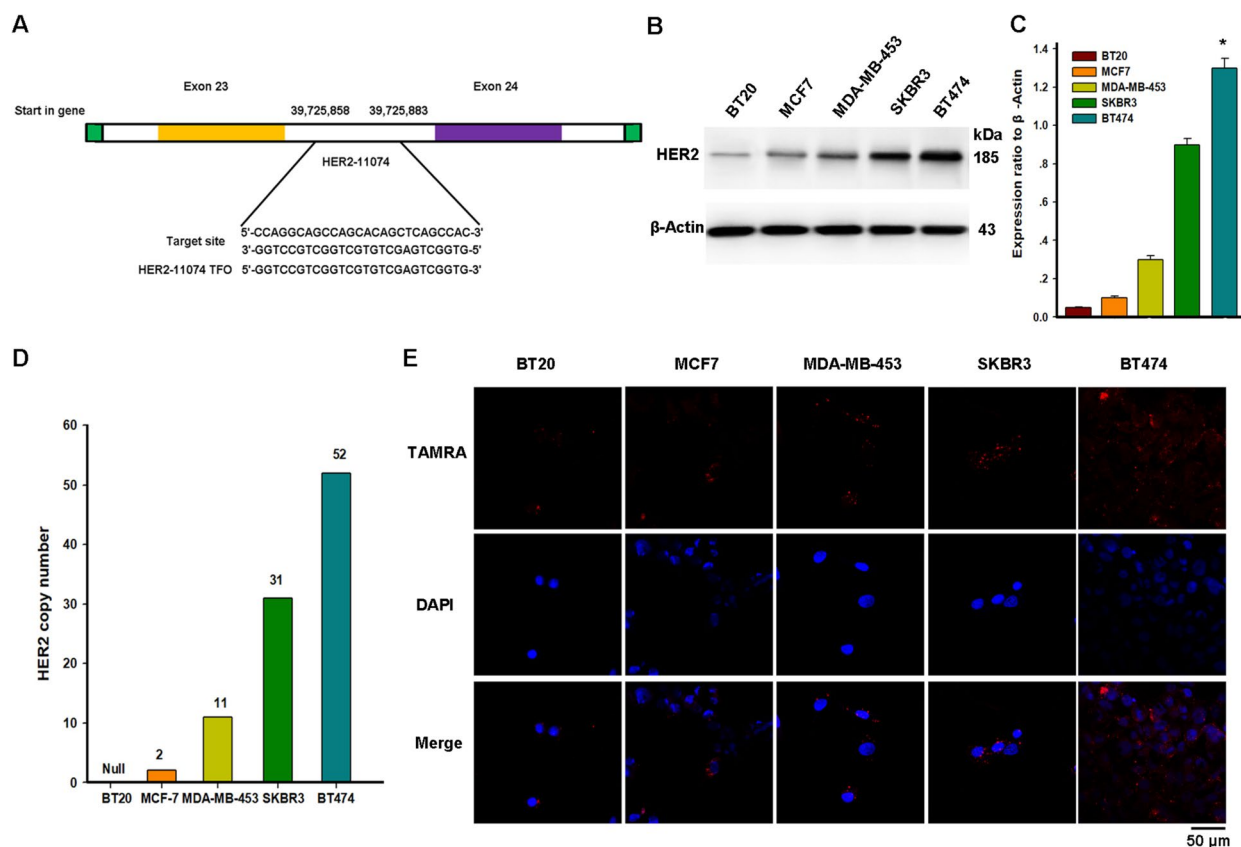 A
Exon 23
Exon 24
Start in gene
39,725,858
39,725,883
HER2-11074
Target site
5'-CCAGGCAGCCAGCACAGCTCAGCCAC-3'
3'-GGTCCGTCGGTCGTGTCGAGTCGGTG-5'
HER2-11074 TFO
5'-GGTCCGTCGGTCGTGTCGAGTCGGTG-3'
B
BT20
MCF7
MDA-MB-453
SKBR3
BT474
kDa
HER2
185
β-Actin
43
C
Expression ratio to β -Actin
1.4
1.2
1.0
.8
.6
.4
.2
0.0
BT20
MCF7
MDA-MB-453
SKBR3
BT474
*
D
HER2 copy number
60
50
40
30
20
10
0
Null
2
11
31
52
BT20
MCF-7
MDA-MB-453
SKBR3
BT474
E
BT20
MCF7
MDA-MB-453
SKBR3
BT474
TAMRA
DAPI
Merge
50 µm